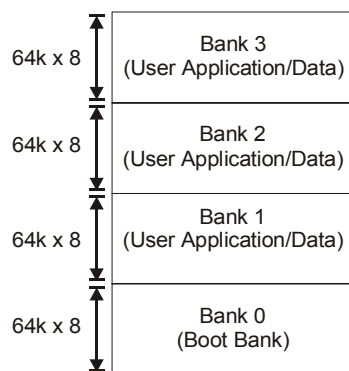 64k x 8
Bank 3
(User Application/Data)
64k x 8
Bank 2
(User Application/Data)
64k x 8
Bank 1
(User Application/Data)
64k x 8
Bank 0
(Boot Bank)